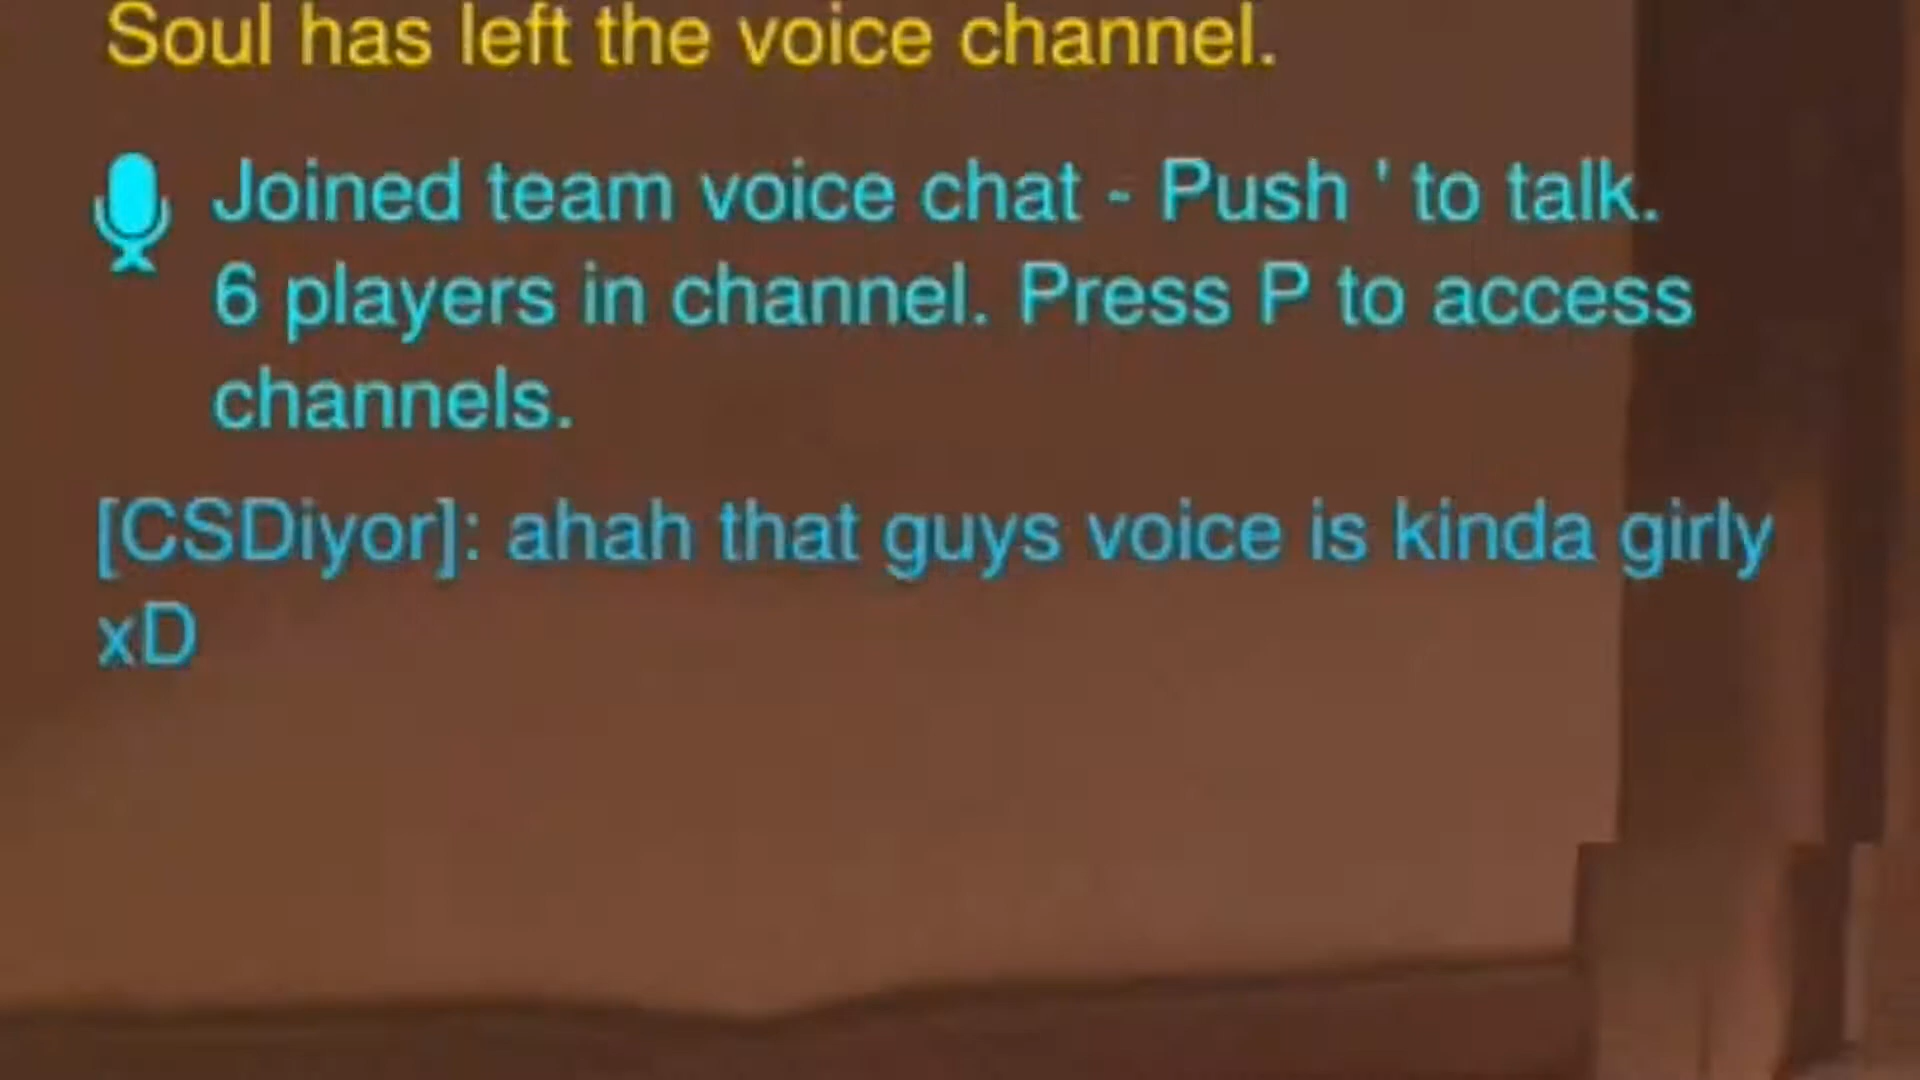 Soul has left the voice channel.
Joined team voice chat - Push ' to talk.
6 players in channel. Press P to access
channels.
[CSDiyor]: ahah that guys voice is kinda girly
xD